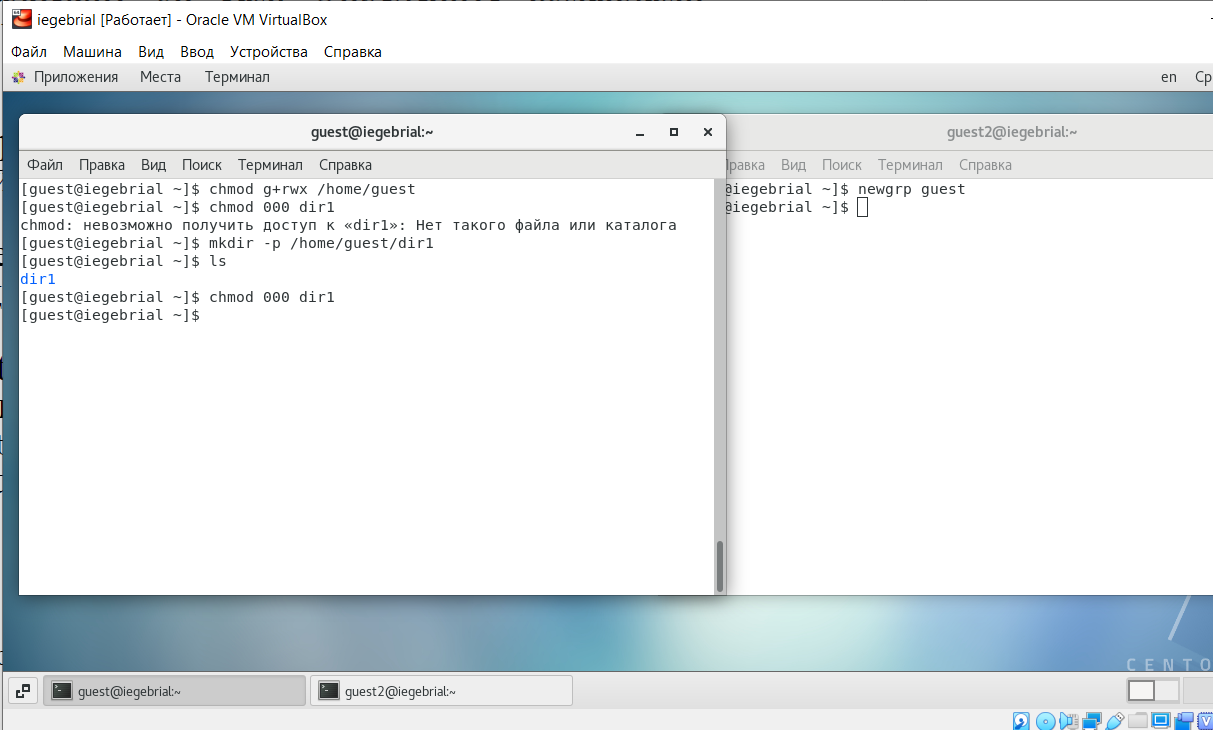 iegebrial [Работает] - Oracle VM VirtualBox
Файл Машина Вид Ввод Устройства Справка
Приложения Места Терминал en Ср
guest@iegebrial:~
Файл Правка Вид Поиск Терминал Справка
[guest@iegebrial ~]$ chmod g+rwx /home/guest
[guest@iegebrial ~]$ chmod 000 dir1
chmod: невозможно получить доступ к «dir1»: Нет такого файла или каталога
[guest@iegebrial ~]$ mkdir -p /home/guest/dir1
[guest@iegebrial ~]$ ls
dir1
[guest@iegebrial ~]$ chmod 000 dir1
[guest@iegebrial ~]$
guest2@iegebrial:~
равка Вид Поиск Терминал Справка
@iegebrial ~]$ newgrp guest
@iegebrial ~]$
7
CENTO
guest@iegebrial:~ guest2@iegebrial:~